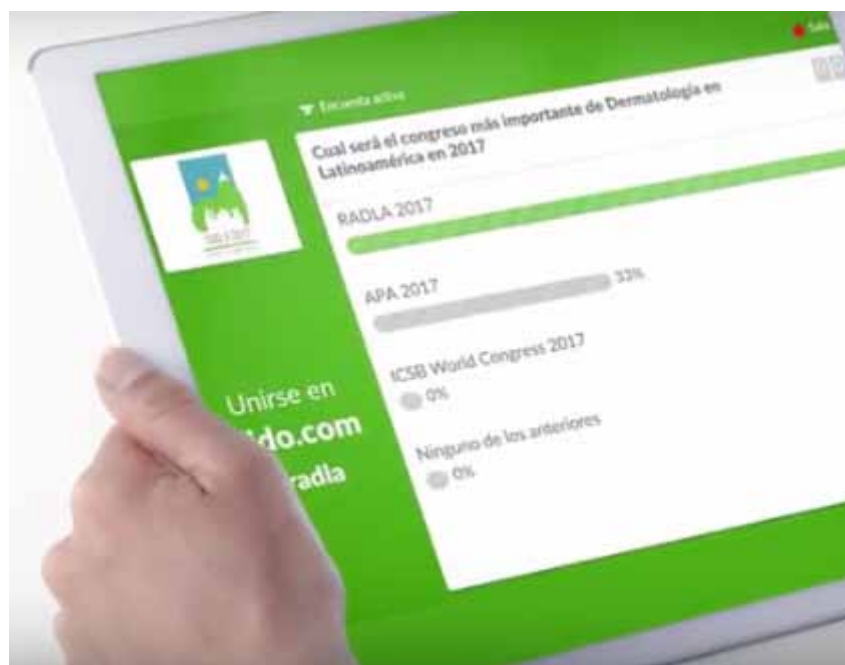 Sala
Encuesta activa
Cual será el congreso más importante de Dermatología en
Latinoamérica en 2017
RADLA 2017
APA 2017
33%
ICSB World Congress 2017
0%
Ninguno de los anteriores
0%
Unirse en
do.com
radla